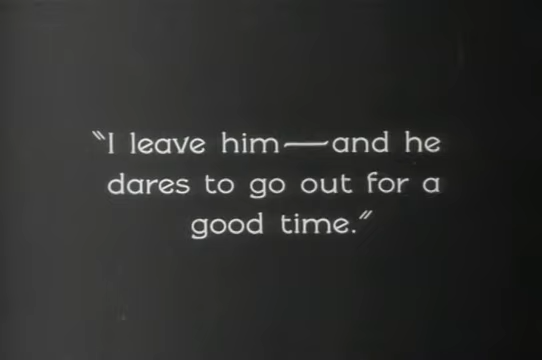 “I leave him—and he
dares to go out for a
good time.”